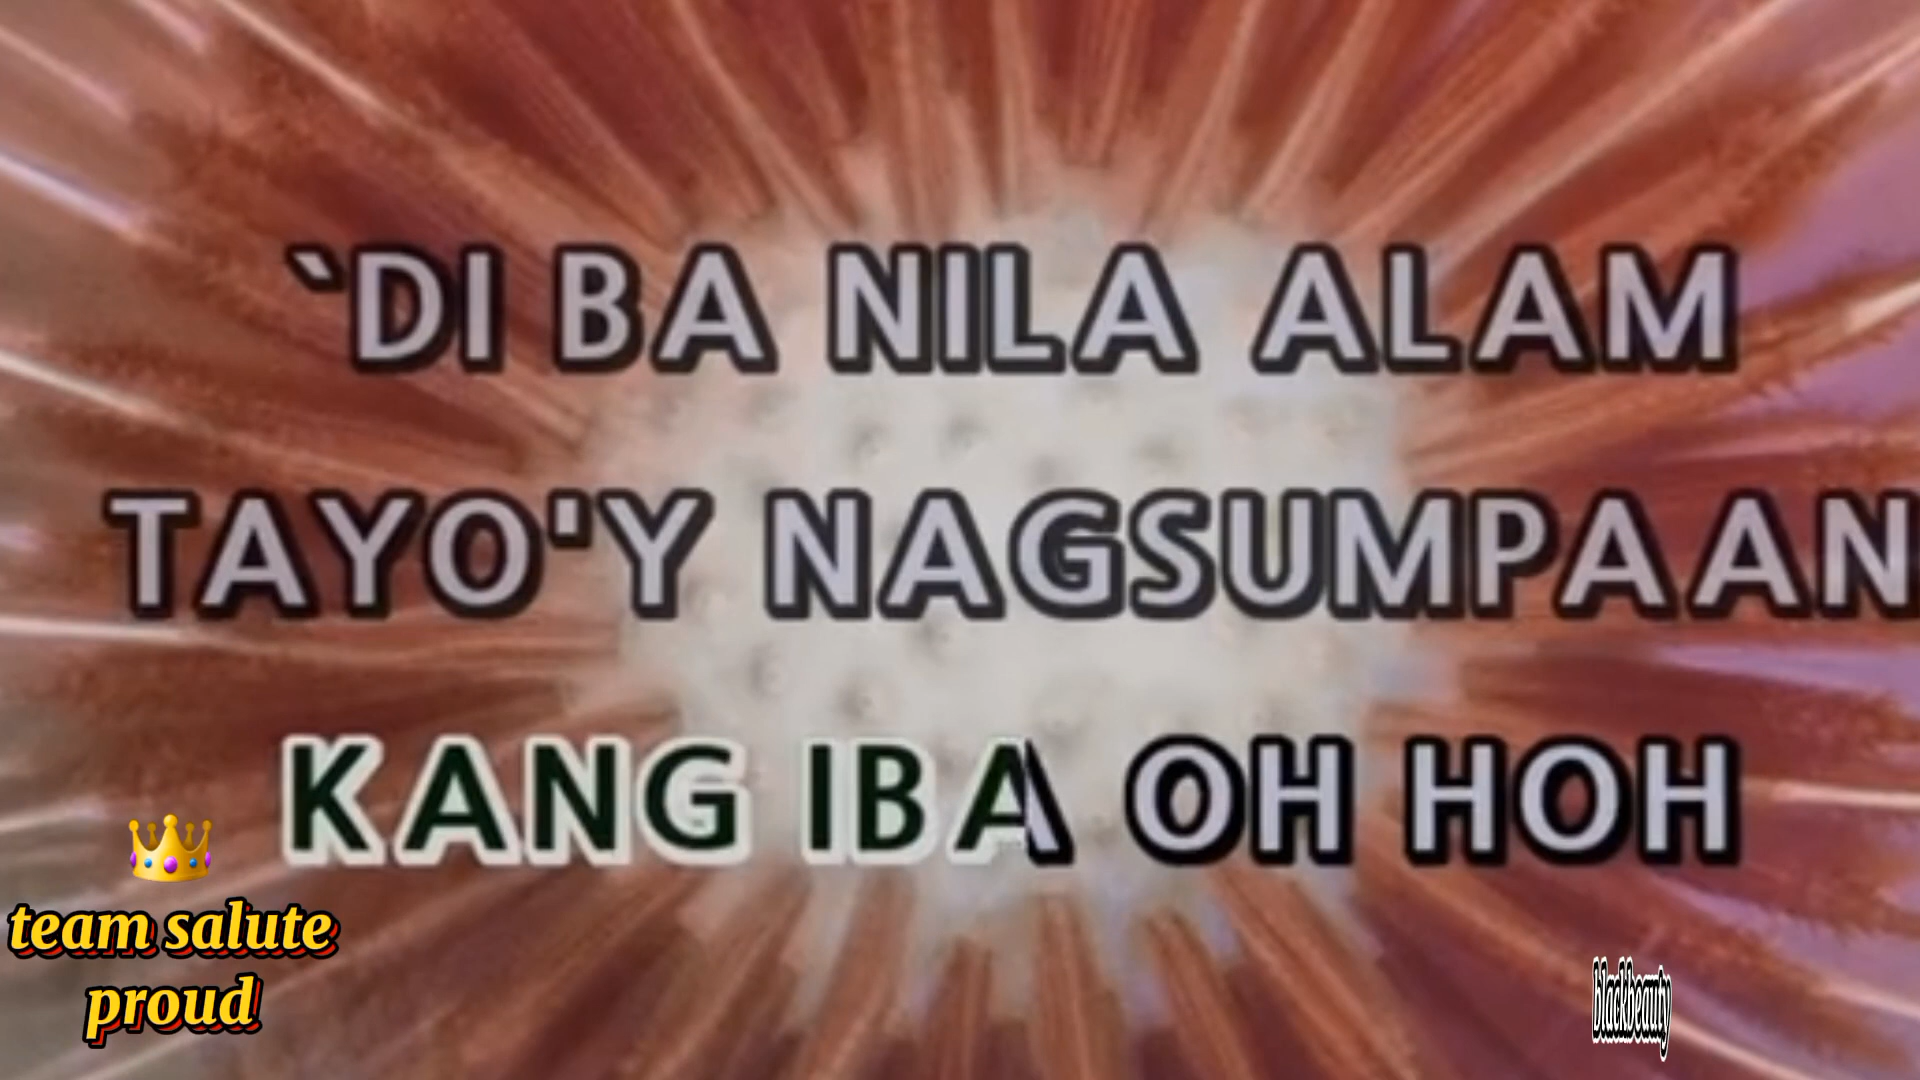 `DI BA NILA ALAM
TAYO'Y NAGSUMPAAN
KANG IBA OH HOH
team salute
proud
blackbeauty